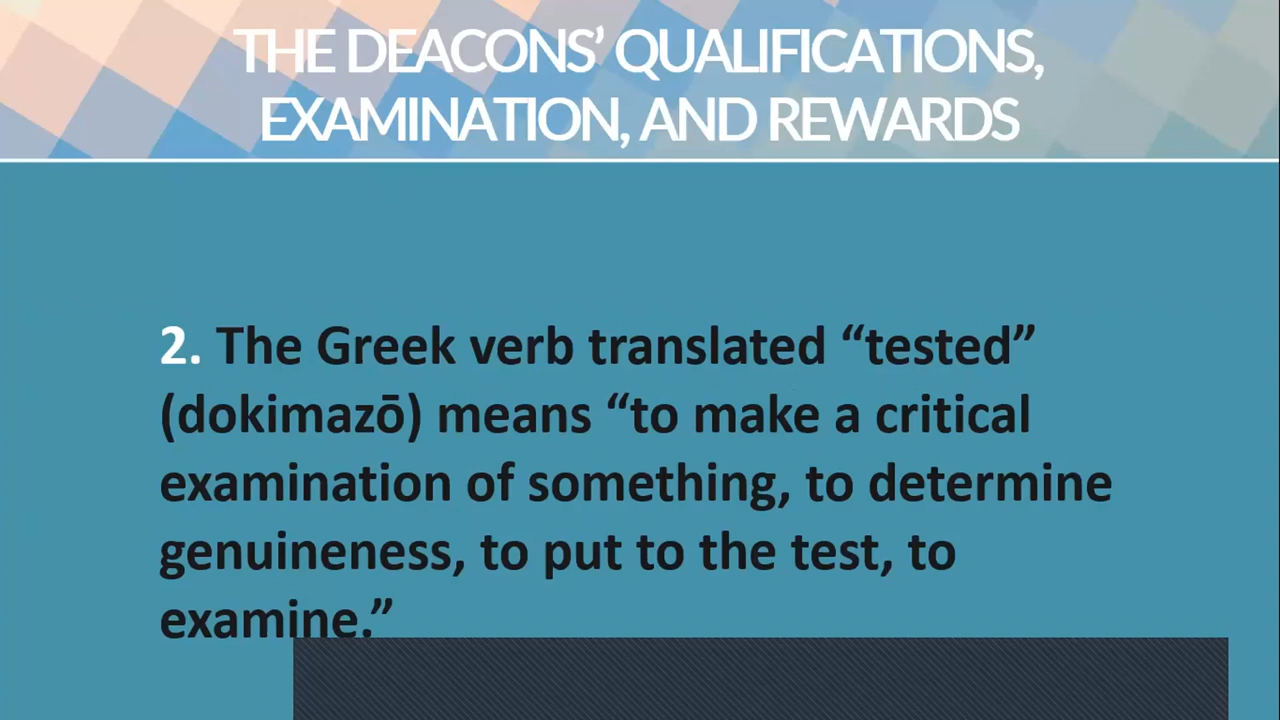 THE DEACONS’ QUALIFICATIONS,
EXAMINATION, AND REWARDS
2. The Greek verb translated “tested”
(dokimazō) means “to make a critical
examination of something, to determine
genuineness, to put to the test, to
examine.”